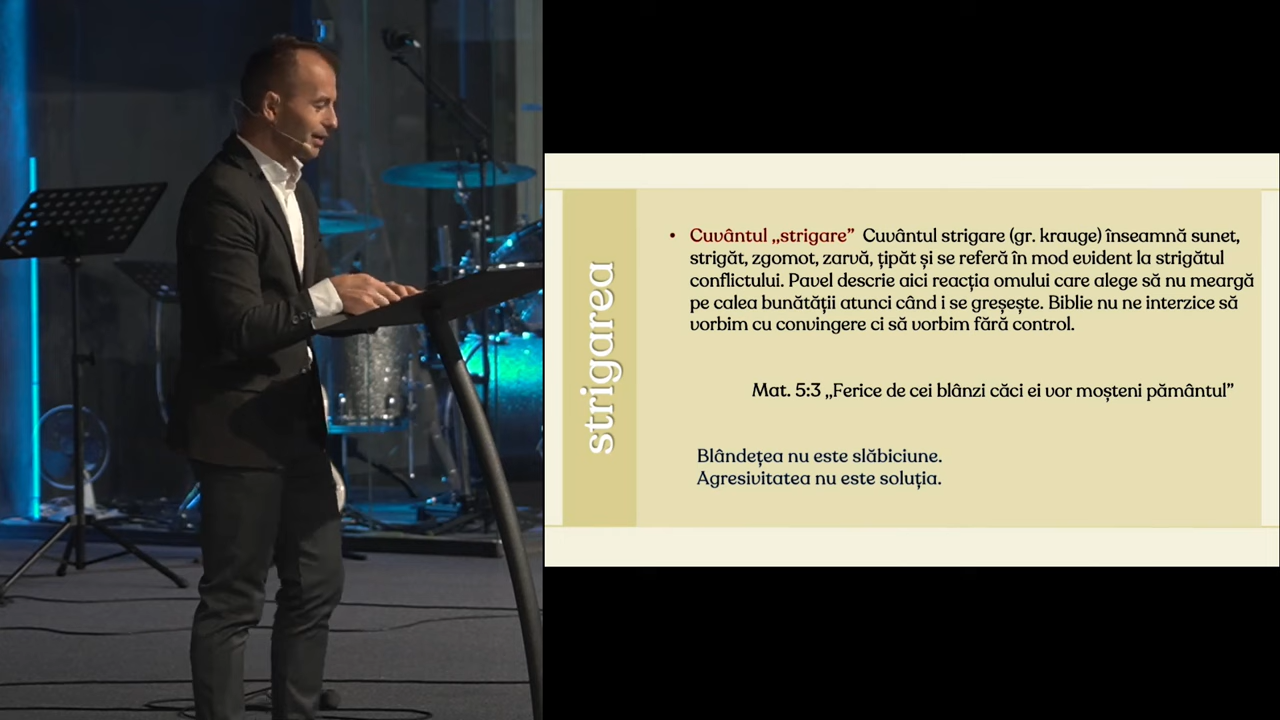 strigarea
• Cuvântul ,,strigare” Cuvântul strigare (gr. krauge) înseamnă sunet,
strigăt, zgomot, zarvă, țipăt și se referă în mod evident la strigătul
conflictului. Pavel descrie aici reacția omului care alege să nu meargă
pe calea bunătății atunci când i se greșește. Biblie nu ne interzice să
vorbim cu convingere ci să vorbim fără control.
Mat. 5:3 ,,Ferice de cei blânzi căci ei vor moșteni pământul”
Blândețea nu este slăbiciune.
Agresivitatea nu este soluția.